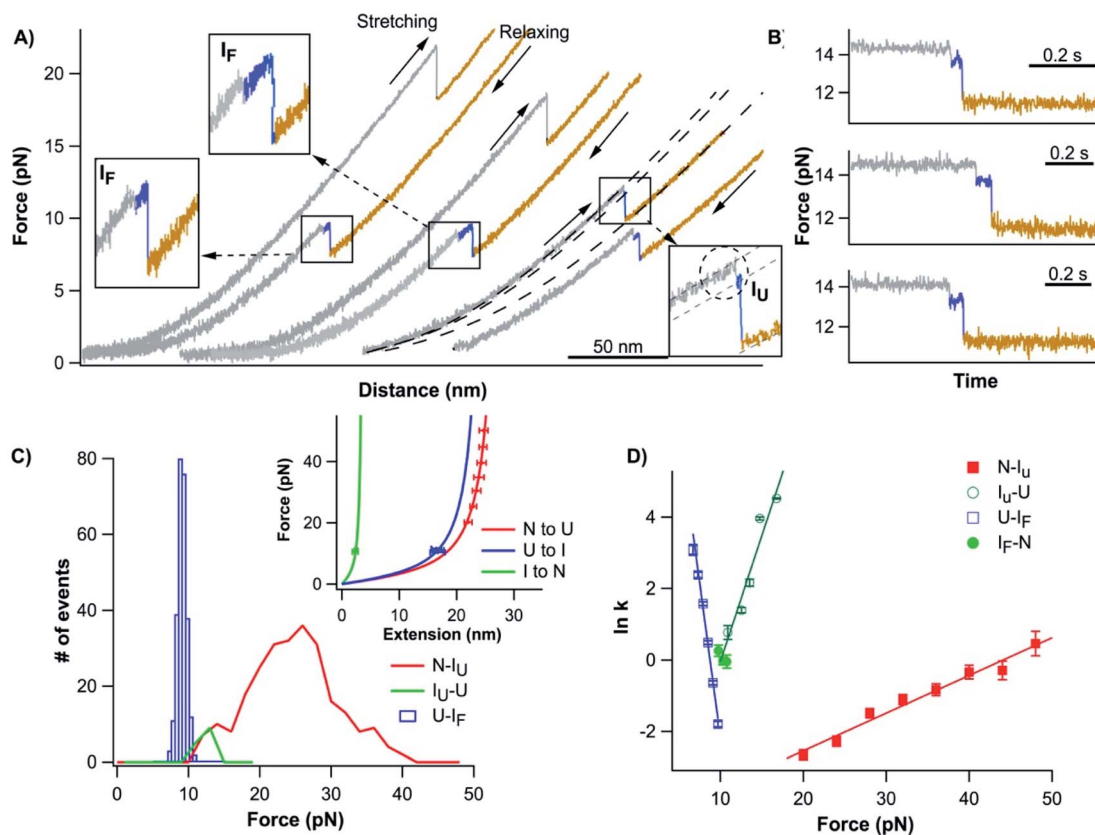 A)
Stretching
Relaxing
I_F
I_F
I_U
Force (pN)
20
15
10
5
0
50 nm
Distance (nm)
B)
14
12
0.2 s
14
12
0.2 s
14
12
0.2 s
Force (pN)
Time
C)
# of events
80
60
40
20
0
0 10 20 30 40 50
Force (pN)
N-I_U
I_U-U
U-I_F
Force (pN)
40
20
0
0 10 20 30
Extension (nm)
N to U
U to I
I to N
D)
N-I_u
I_u-U
U-I_F
I_F-N
ln k
4
2
0
-2
10 20 30 40 50
Force (pN)